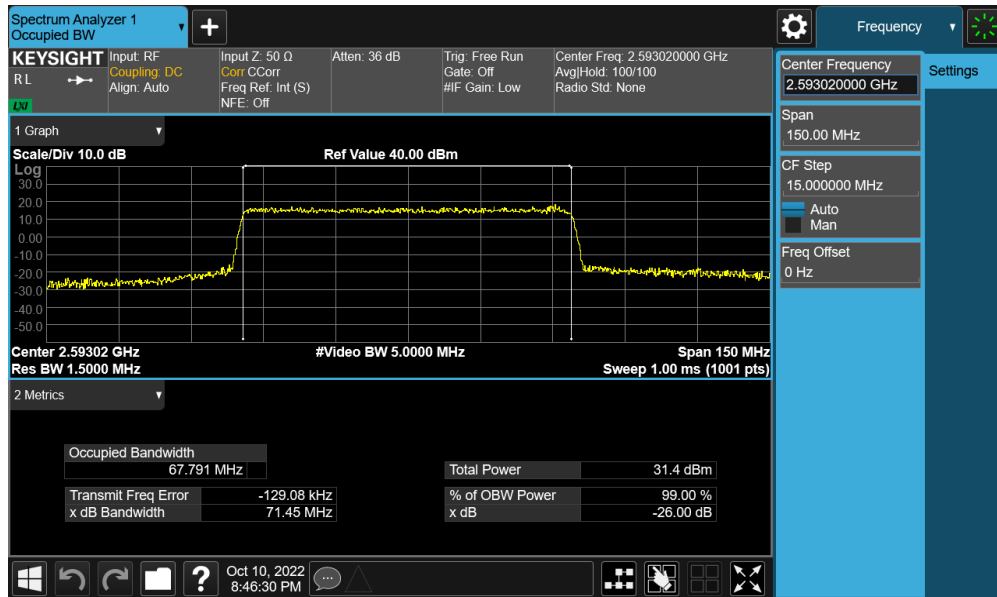 Spectrum Analyzer 1
Occupied BW
+
Frequency
KEYSIGHT
R L
LXI
Input: RF
Coupling: DC
Align: Auto
Input Z: 50 Ω
Corr CCorr
Freq Ref: Int (S)
NFE: Off
Atten: 36 dB
Trig: Free Run
Gate: Off
#IF Gain: Low
Center Freq: 2.593020000 GHz
Avg|Hold: 100/100
Radio Std: None
Center Frequency
2.593020000 GHz
Settings
Span
150.00 MHz
CF Step
15.000000 MHz
Auto
Man
Freq Offset
0 Hz
1 Graph
Scale/Div 10.0 dB
Ref Value 40.00 dBm
Log
30.0
20.0
10.0
0.00
-10.0
-20.0
-30.0
-40.0
-50.0
Center 2.59302 GHz
#Video BW 5.0000 MHz
Span 150 MHz
Res BW 1.5000 MHz
Sweep 1.00 ms (1001 pts)
2 Metrics
Occupied Bandwidth
67.791 MHz
Total Power 31.4 dBm
Transmit Freq Error -129.08 kHz
% of OBW Power 99.00 %
x dB Bandwidth 71.45 MHz
x dB -26.00 dB
?
Oct 10, 2022
8:46:30 PM